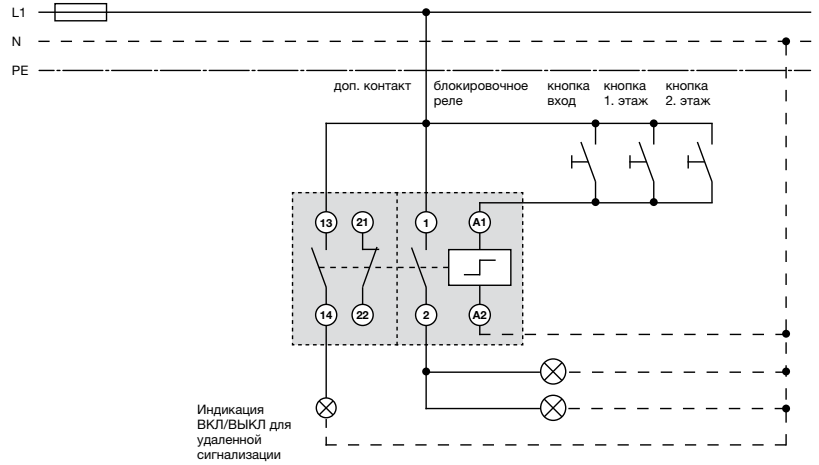 L1
N
PE
доп. контакт
блокировочное
реле
кнопка
вход
кнопка
1. этаж
кнопка
2. этаж
13
21
1
A1
14
22
2
A2
Индикация
ВКЛ/ВЫКЛ для
удаленной
сигнализации